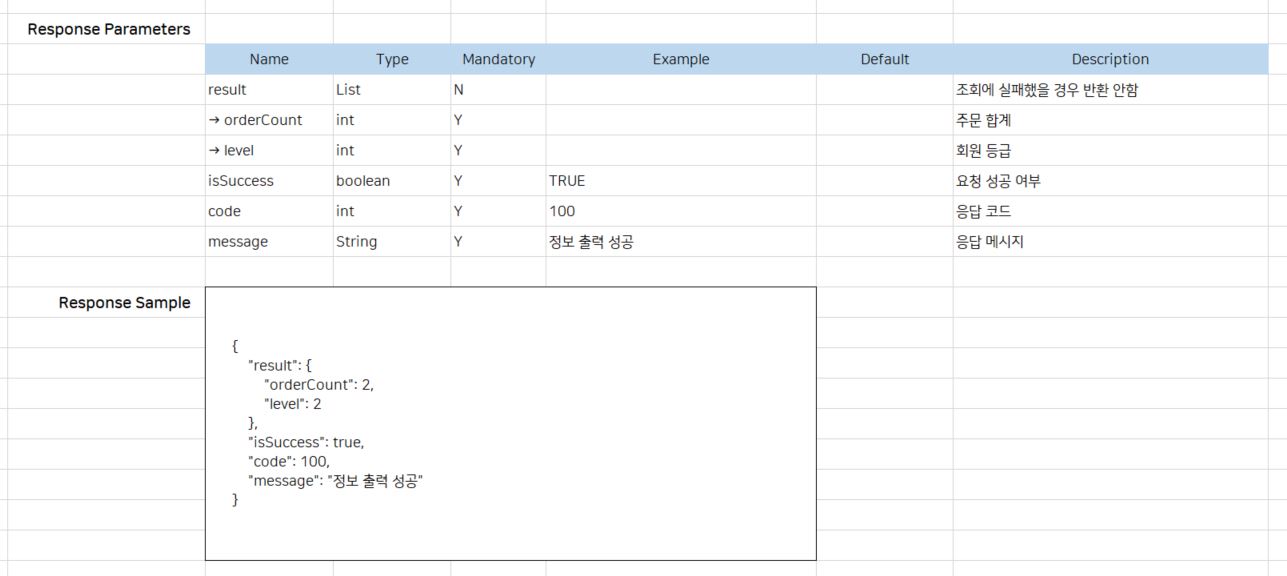 Response Parameters
Name Type Mandatory Example Default Description
result List N 조회에 실패했을 경우 반환 안함
→ orderCount int Y 주문 합계
→ level int Y 회원 등급
isSuccess boolean Y TRUE 요청 성공 여부
code int Y 100 응답 코드
message String Y 정보 출력 성공 응답 메시지
Response Sample
{
"result": {
"orderCount": 2,
"level": 2
},
"isSuccess": true,
"code": 100,
"message": "정보 출력 성공"
}